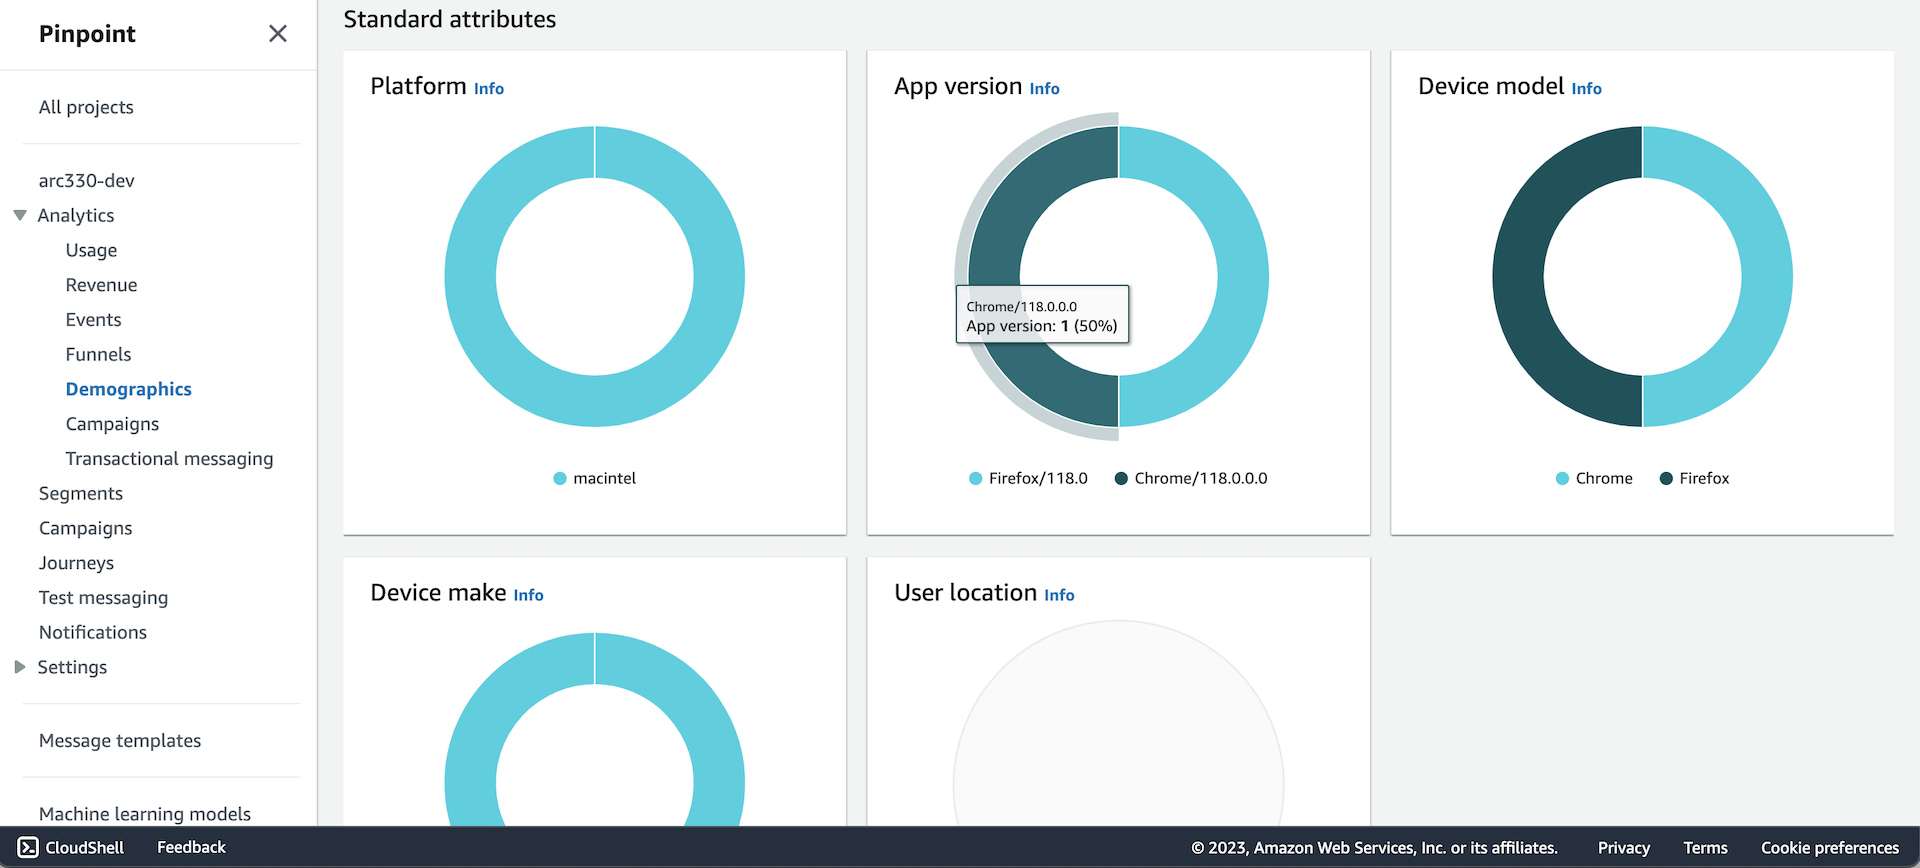 Pinpoint
All projects
arc330-dev
Analytics
Usage
Revenue
Events
Funnels
Demographics
Campaigns
Transactional messaging
Segments
Campaigns
Journeys
Test messaging
Notifications
Settings
Message templates
Machine learning models
Standard attributes
Platform Info
macintel
App version Info
Chrome/118.0.0.0
App version: 1 (50%)
Firefox/118.0 Chrome/118.0.0.0
Device model Info
Chrome Firefox
Device make Info
User location Info
CloudShell Feedback © 2023, Amazon Web Services, Inc. or its affiliates. Privacy Terms Cookie preferences